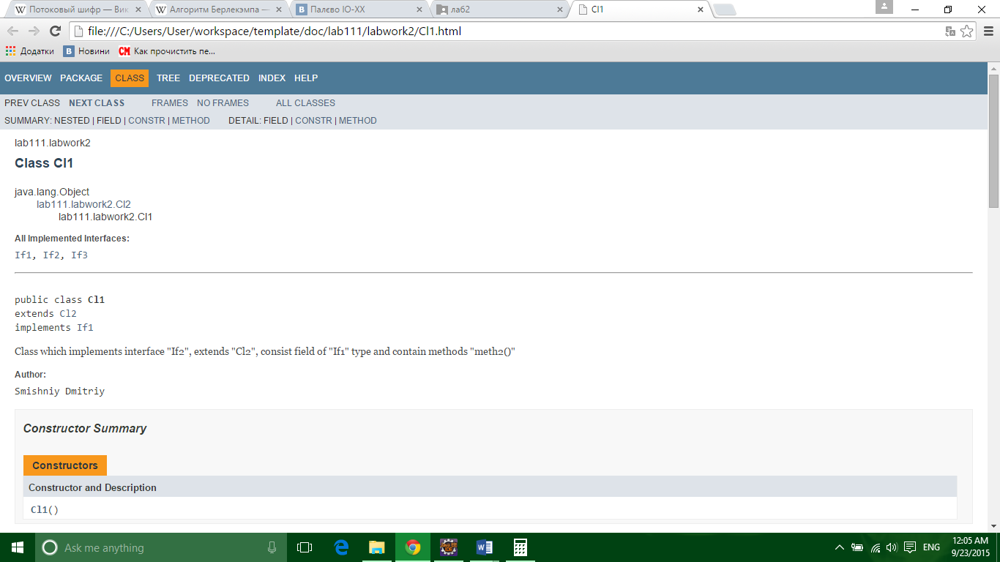 Потоковый шифр — Вик
Алгоритм Берлекэмпа —
Палєво ІО-ХХ
лаб2
Cl1
file:///C:/Users/User/workspace/template/doc/lab111/labwork2/Cl1.html
Додатки
Новини
Как прочистить пе...
OVERVIEW PACKAGE CLASS TREE DEPRECATED INDEX HELP
PREV CLASS NEXT CLASS FRAMES NO FRAMES ALL CLASSES
SUMMARY: NESTED | FIELD | CONSTR | METHOD DETAIL: FIELD | CONSTR | METHOD
lab111.labwork2
Class Cl1
java.lang.Object
lab111.labwork2.Cl2
lab111.labwork2.Cl1
All Implemented Interfaces:
If1, If2, If3
public class Cl1
extends Cl2
implements If1
Class which implements interface "If2", extends "Cl2", consist field of "If1" type and contain methods "meth2()"
Author:
Smishniy Dmitriy
Constructor Summary
Constructors
Constructor and Description
Cl1()
Ask me anything
ENG
12:05 AM
9/23/2015